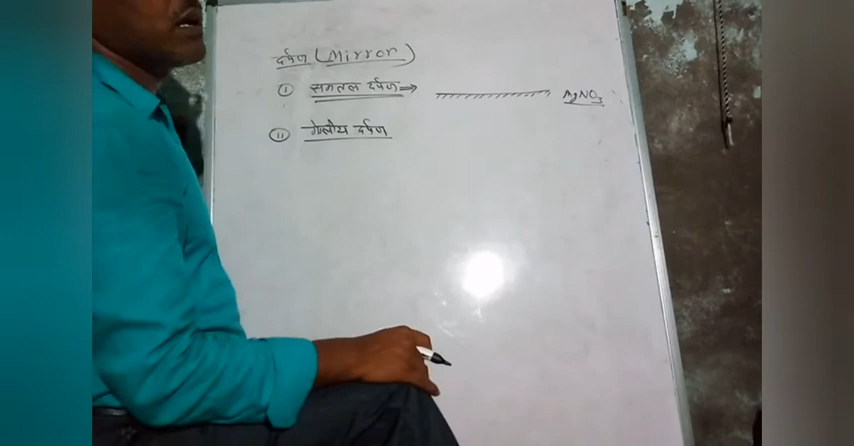 दर्पण (Mirror)
(i) समतल दर्पण ⇒ AgNO3
(ii) गोलीय दर्पण